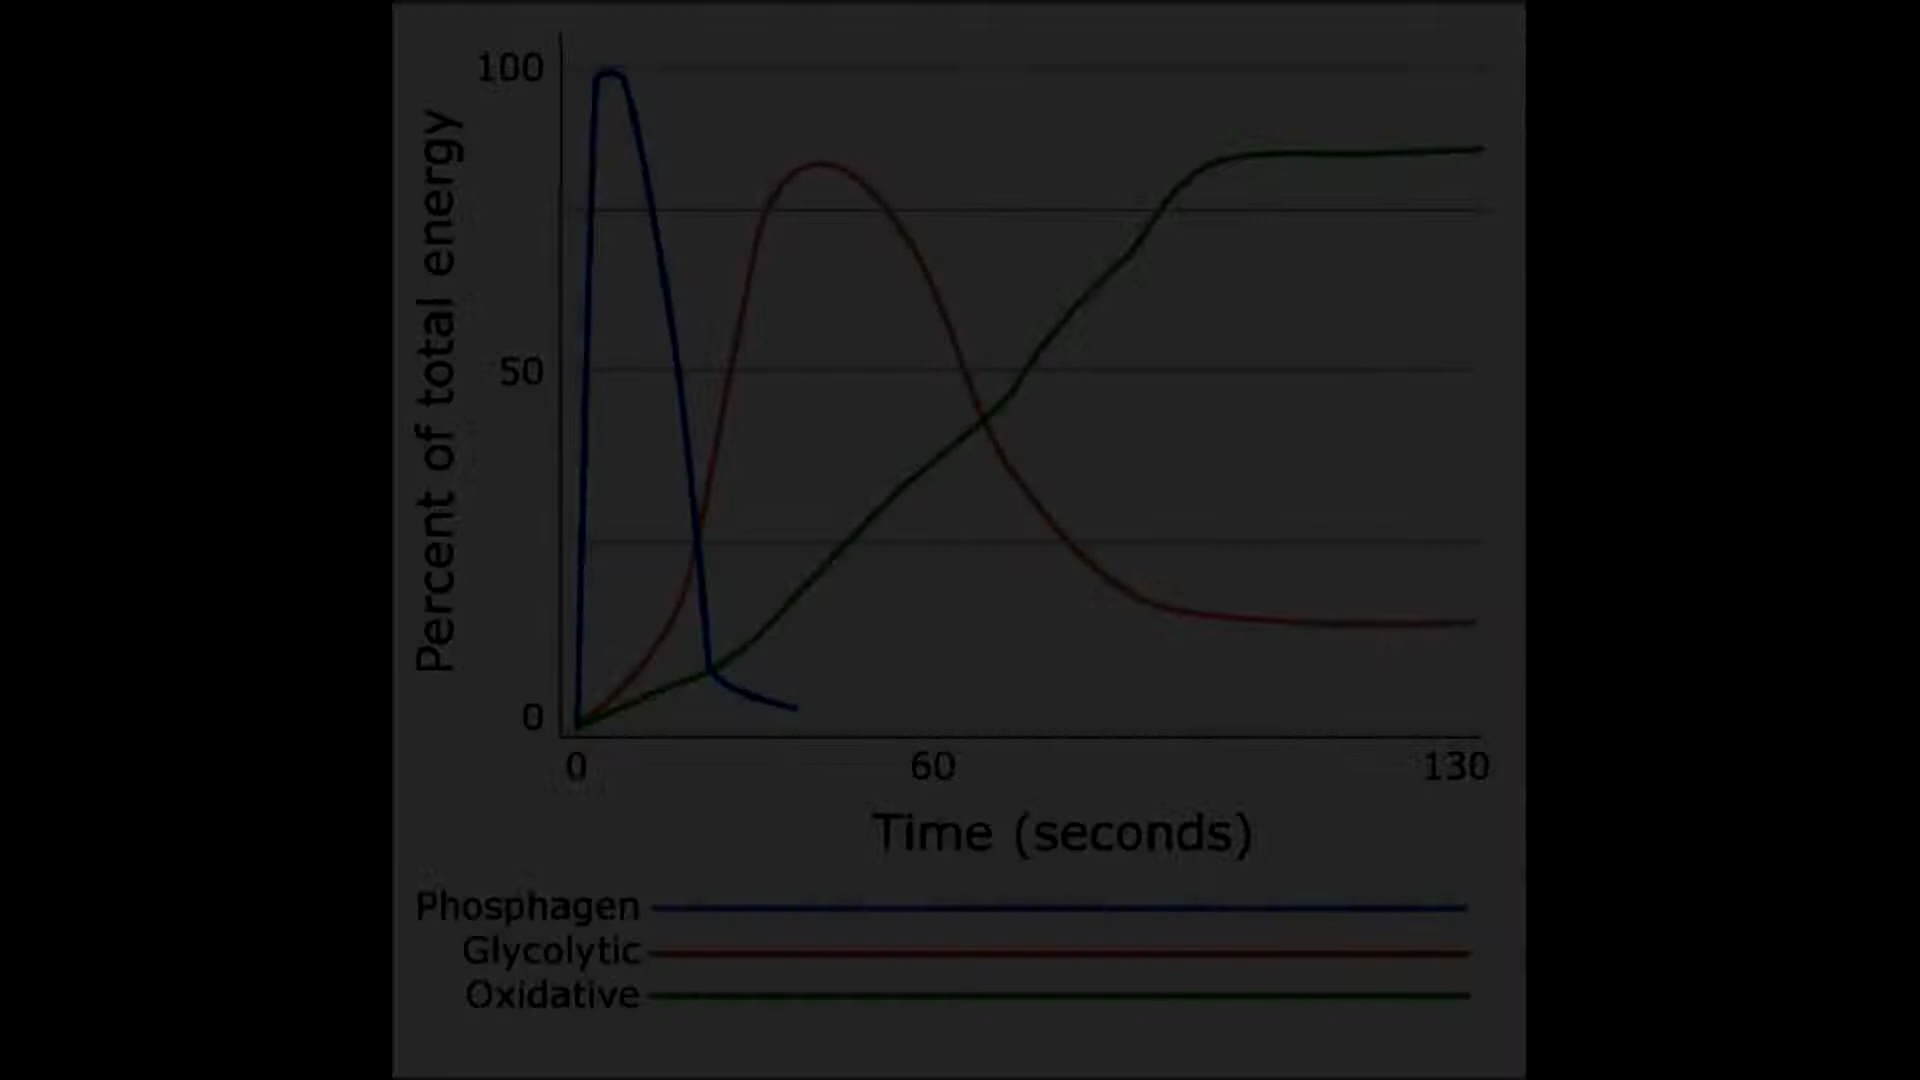 100
Percent of total energy
50
0
0 60 130
Time (seconds)
Phosphagen
Glycolytic
Oxidative